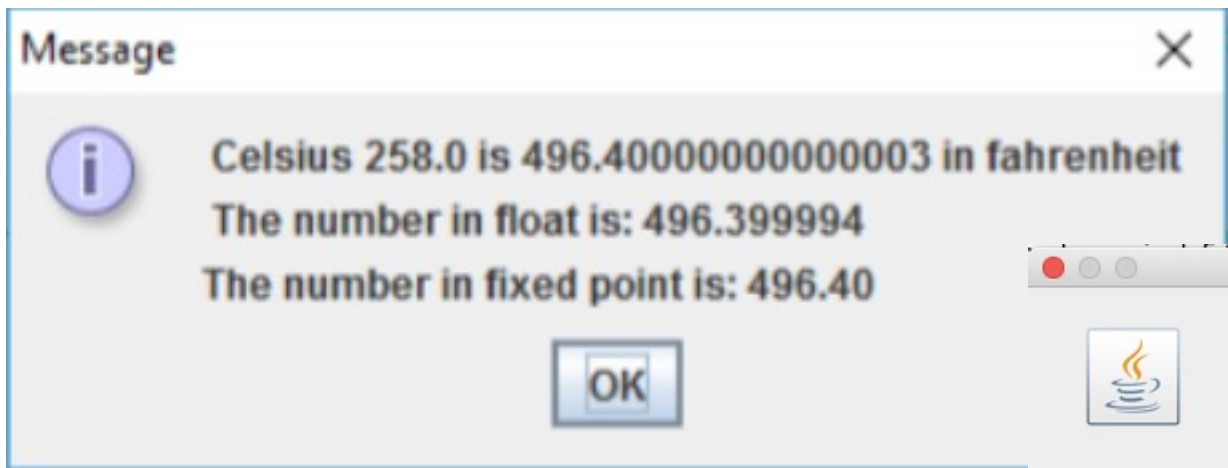 Message
Celsius 258.0 is 496.40000000000003 in fahrenheit
The number in float is: 496.399994
The number in fixed point is: 496.40
OK